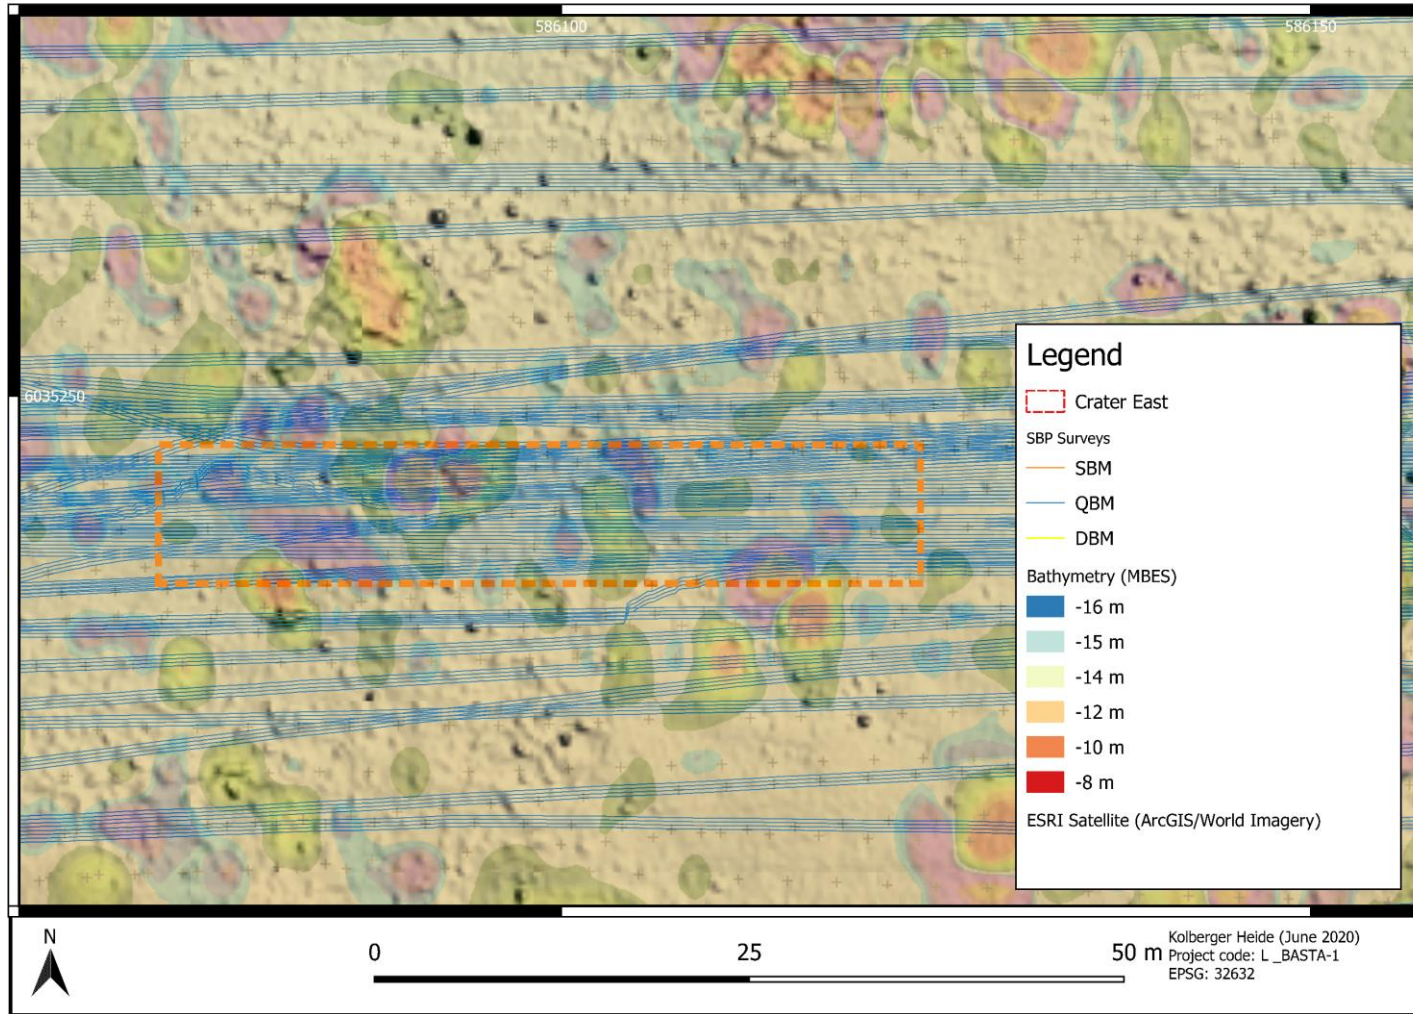 586100
586150
6035250
Legend
Crater East
SBP Surveys
SBM
QBM
DBM
Bathymetry (MBES)
-16 m
-15 m
-14 m
-12 m
-10 m
-8 m
ESRI Satellite (ArcGIS/World Imagery)
N
0
25
50 m
Kolberger Heide (June 2020)
Project code: L _BASTA-1
EPSG: 32632